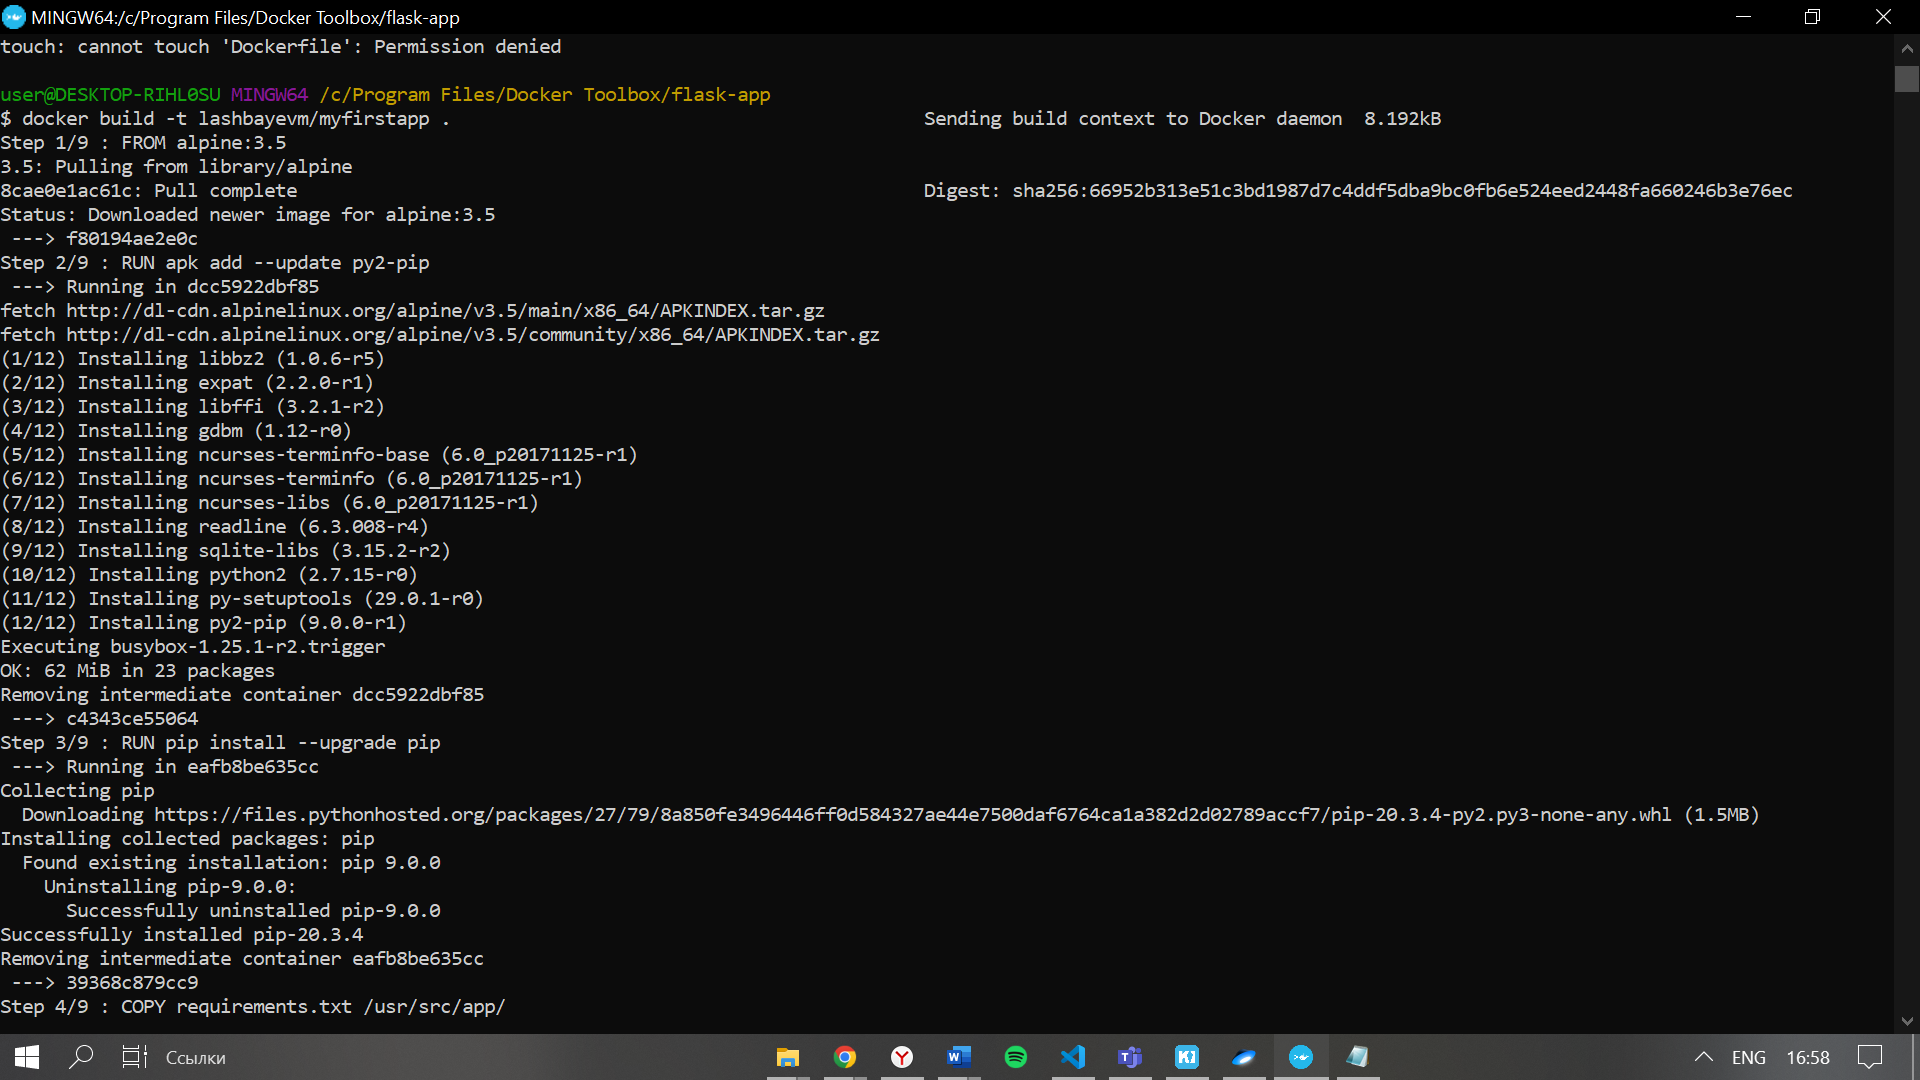 MINGW64:/c/Program Files/Docker Toolbox/flask-app
touch: cannot touch 'Dockerfile': Permission denied
user@DESKTOP-RIHL0SU MINGW64 /c/Program Files/Docker Toolbox/flask-app
$ docker build -t lashbayevm/myfirstapp . Sending build context to Docker daemon 8.192kB
Step 1/9 : FROM alpine:3.5
3.5: Pulling from library/alpine
8cae0e1ac61c: Pull complete Digest: sha256:66952b313e51c3bd1987d7c4ddf5dba9bc0fb6e524eed2448fa660246b3e76ec
Status: Downloaded newer image for alpine:3.5
---> f80194ae2e0c
Step 2/9 : RUN apk add --update py2-pip
---> Running in dcc5922dbf85
fetch http://dl-cdn.alpinelinux.org/alpine/v3.5/main/x86_64/APKINDEX.tar.gz
fetch http://dl-cdn.alpinelinux.org/alpine/v3.5/community/x86_64/APKINDEX.tar.gz
(1/12) Installing libbz2 (1.0.6-r5)
(2/12) Installing expat (2.2.0-r1)
(3/12) Installing libffi (3.2.1-r2)
(4/12) Installing gdbm (1.12-r0)
(5/12) Installing ncurses-terminfo-base (6.0_p20171125-r1)
(6/12) Installing ncurses-terminfo (6.0_p20171125-r1)
(7/12) Installing ncurses-libs (6.0_p20171125-r1)
(8/12) Installing readline (6.3.008-r4)
(9/12) Installing sqlite-libs (3.15.2-r2)
(10/12) Installing python2 (2.7.15-r0)
(11/12) Installing py-setuptools (29.0.1-r0)
(12/12) Installing py2-pip (9.0.0-r1)
Executing busybox-1.25.1-r2.trigger
OK: 62 MiB in 23 packages
Removing intermediate container dcc5922dbf85
---> c4343ce55064
Step 3/9 : RUN pip install --upgrade pip
---> Running in eafb8be635cc
Collecting pip
Downloading https://files.pythonhosted.org/packages/27/79/8a850fe3496446ff0d584327ae44e7500daf6764ca1a382d2d02789accf7/pip-20.3.4-py2.py3-none-any.whl (1.5MB)
Installing collected packages: pip
Found existing installation: pip 9.0.0
Uninstalling pip-9.0.0:
Successfully uninstalled pip-9.0.0
Successfully installed pip-20.3.4
Removing intermediate container eafb8be635cc
---> 39368c879cc9
Step 4/9 : COPY requirements.txt /usr/src/app/
Ссылки ENG 16:58